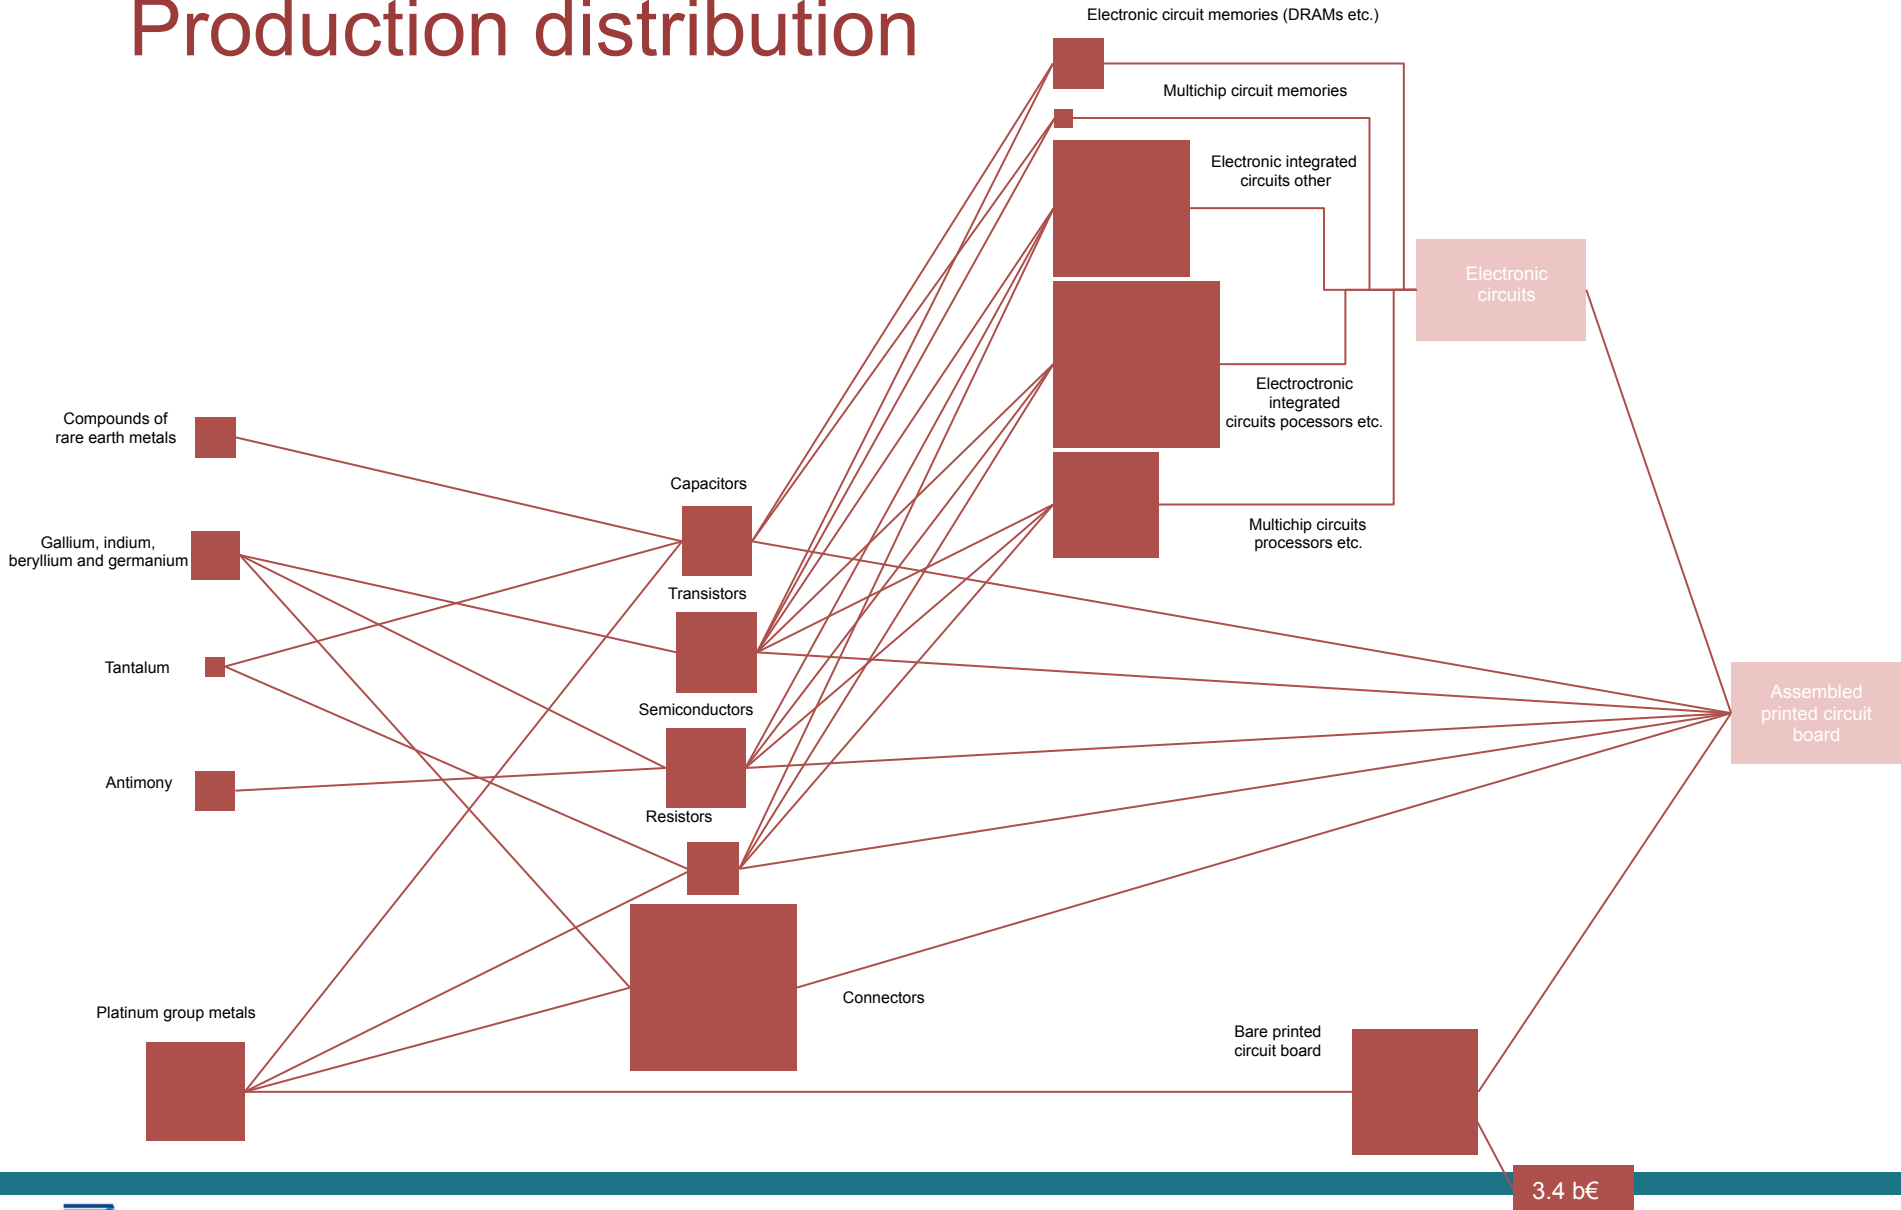 Production distribution
Electronic circuit memories (DRAMs etc.)
Multichip circuit memories
Electronic integrated
circuits other
Electronic
circuits
Electroctronic
integrated
circuits pocessors etc.
Compounds of
rare earth metals
Capacitors
Multichip circuits
processors etc.
Gallium, indium,
beryllium and germanium
Transistors
Tantalum
Semiconductors
Assembled
printed circuit
board
Antimony
Resistors
Connectors
Platinum group metals
Bare printed
circuit board
3.4 b€